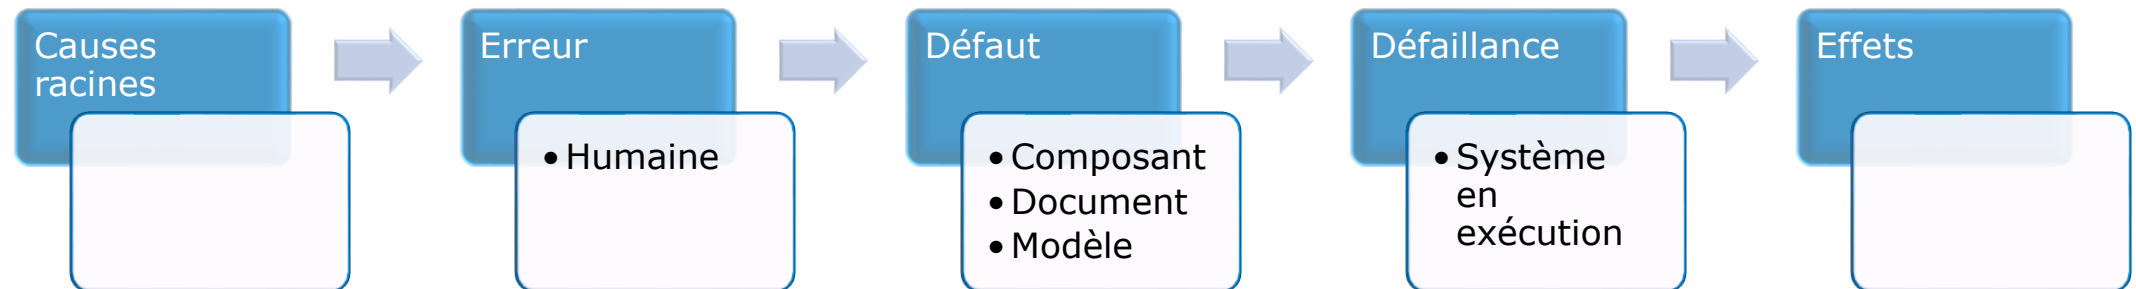 Causes
racines
Erreur
• Humaine
Défaut
• Composant
• Document
• Modèle
Défaillance
• Système
en
exécution
Effets